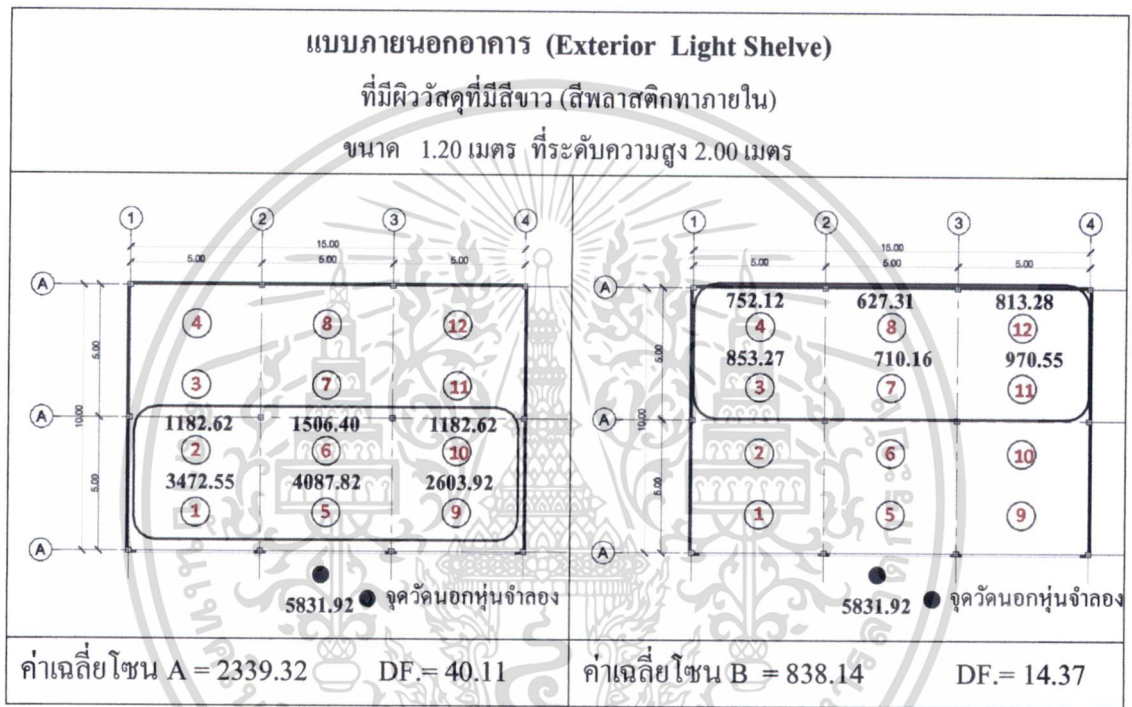 แบบภายนอกอาคาร (Exterior Light Shelve)
ที่มีผิววัสดุที่มีสีขาว (สีพลาสติกทาภายใน)
ขนาด 1.20 เมตร ที่ระดับความสูง 2.00 เมตร
1 2 3 4
15.00
5.00 5.00 5.00
A
4 8 12
5.00
3 7 11
A
10.00
1182.62 1506.40 1182.62
2 6 10
3472.55 4087.82 2603.92
5.00
1 5 9
A
5831.92 จุดวัดนอกหุ่นจำลอง
ค่าเฉลี่ยโซน A = 2339.32 DF.= 40.11
1 2 3 4
15.00
5.00 5.00 5.00
A
752.12 627.31 813.28
4 8 12
853.27 710.16 970.55
5.00
3 7 11
A
10.00
2 6 10
5.00
1 5 9
A
5831.92 จุดวัดนอกหุ่นจำลอง
ค่าเฉลี่ยโซน B = 838.14 DF.= 14.37